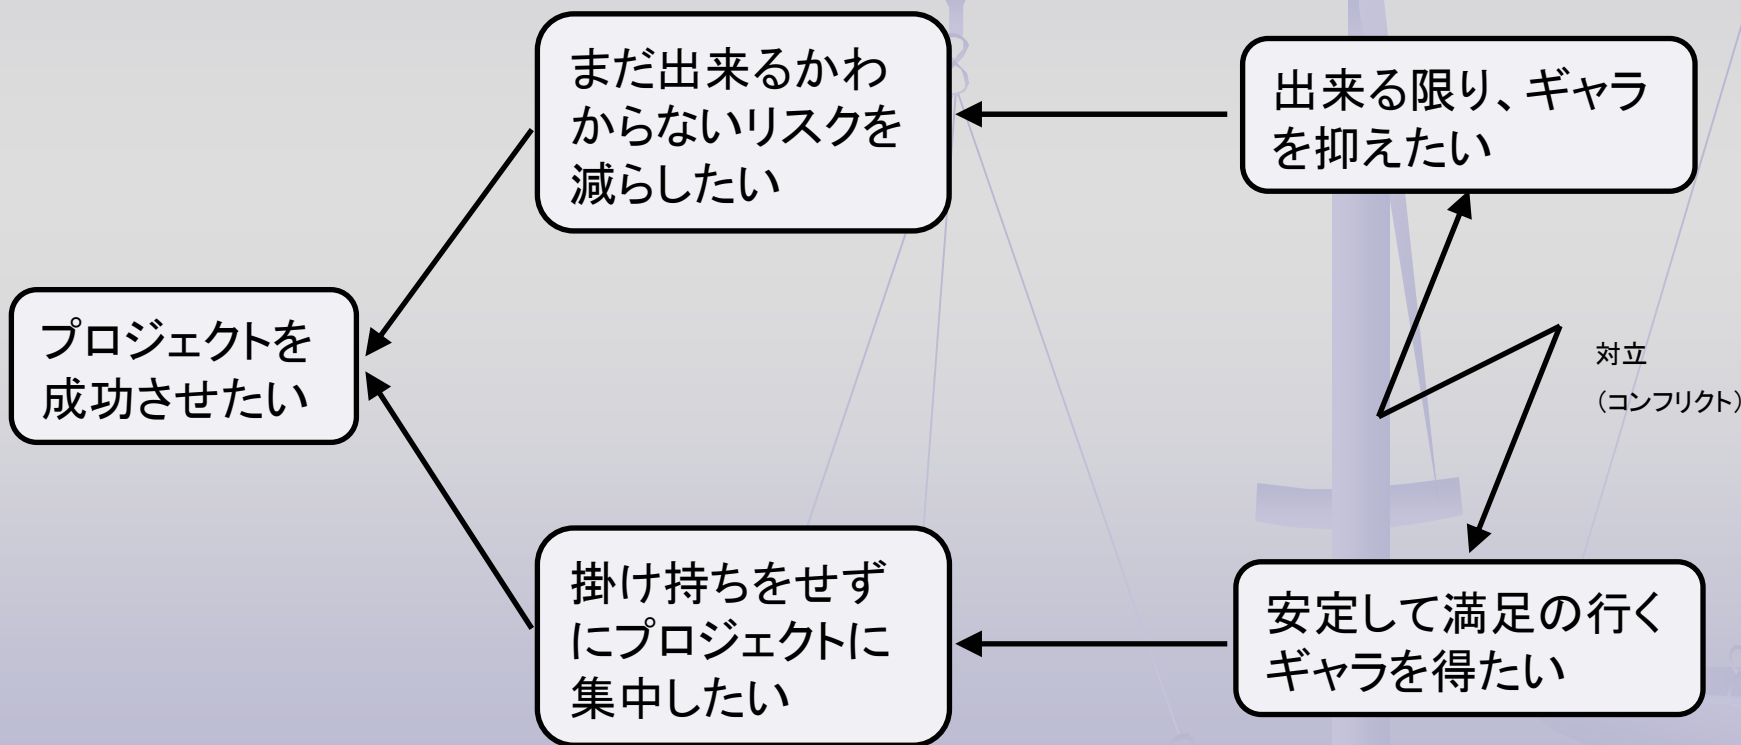 まだ出来るかわ
からないリスクを
減らしたい
出来る限り、ギャラ
を抑えたい
プロジェクトを
成功させたい
対立
（コンフリクト）
掛け持ちをせず
にプロジェクトに
集中したい
安定して満足の行く
ギャラを得たい